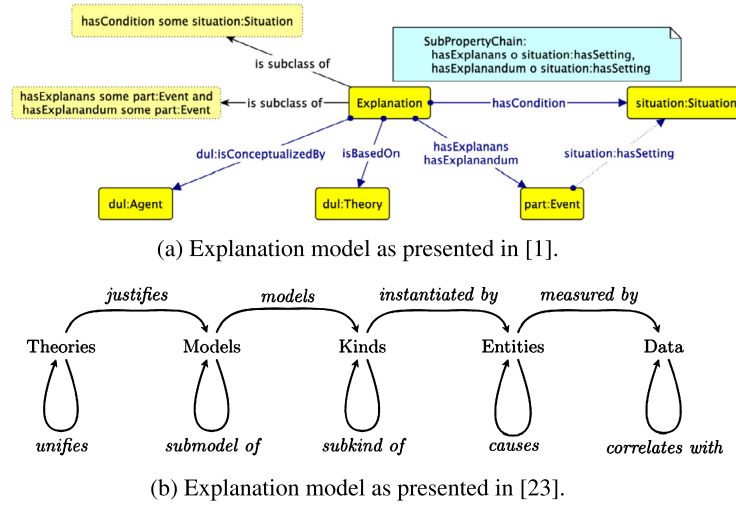 hasCondition some situation:Situation
SubPropertyChain:
hasExplanans o situation:hasSetting,
hasExplanandum o situation:hasSetting
is subclass of
hasExplanans some part:Event and
hasExplanandum some part:Event
is subclass of
Explanation
hasCondition
situation:Situation
dul:isConceptualizedBy
isBasedOn
hasExplanans
hasExplanandum
situation:hasSetting
dul:Agent
dul:Theory
part:Event
(a) Explanation model as presented in [1].
justifies
models
instantiated by
measured by
Theories
Models
Kinds
Entities
Data
unifies
submodel of
subkind of
causes
correlates with
(b) Explanation model as presented in [23].